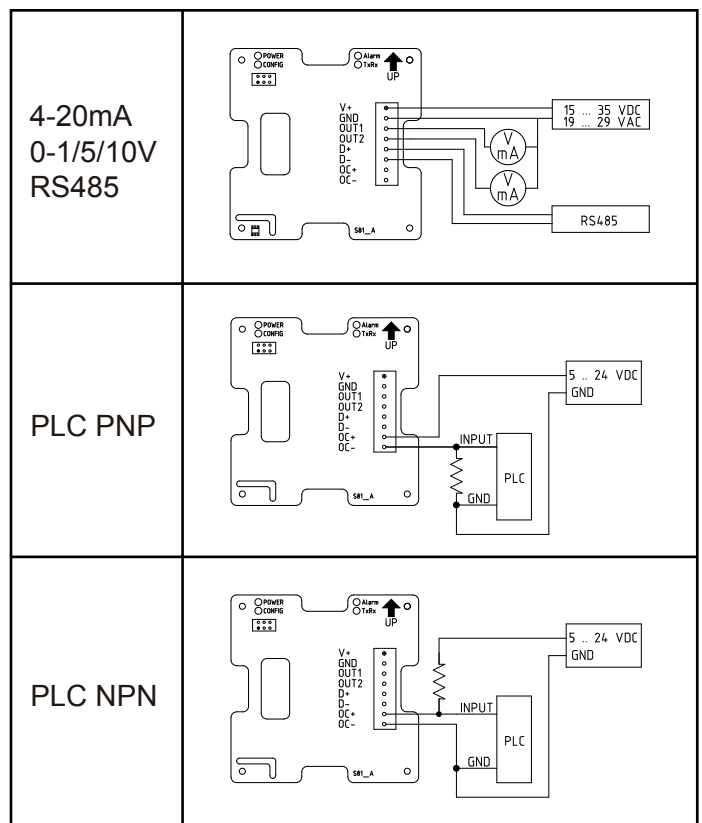 4-20mA
0-1/5/10V
RS485
POWER
CONFIG
Alarm
TxRx
UP
V+
GND
OUT1
OUT2
D+
D-
OC+
OC-
S81__A
15 ... 35 VDC
19 ... 29 VAC
V
mA
V
mA
RS485
PLC PNP
POWER
CONFIG
Alarm
TxRx
UP
V+
GND
OUT1
OUT2
D+
D-
OC+
OC-
S81__A
5 .. 24 VDC
GND
INPUT
PLC
GND
PLC NPN
POWER
CONFIG
Alarm
TxRx
UP
V+
GND
OUT1
OUT2
D+
D-
OC+
OC-
S81__A
5 .. 24 VDC
GND
INPUT
PLC
GND